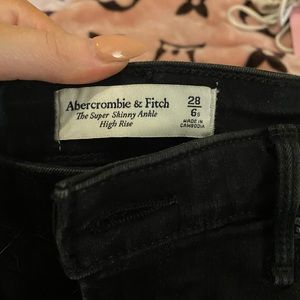 Abercrombie & Fitch
The Super Skinny Ankle
High Rise
28
6s
MADE IN
CAMBODIA